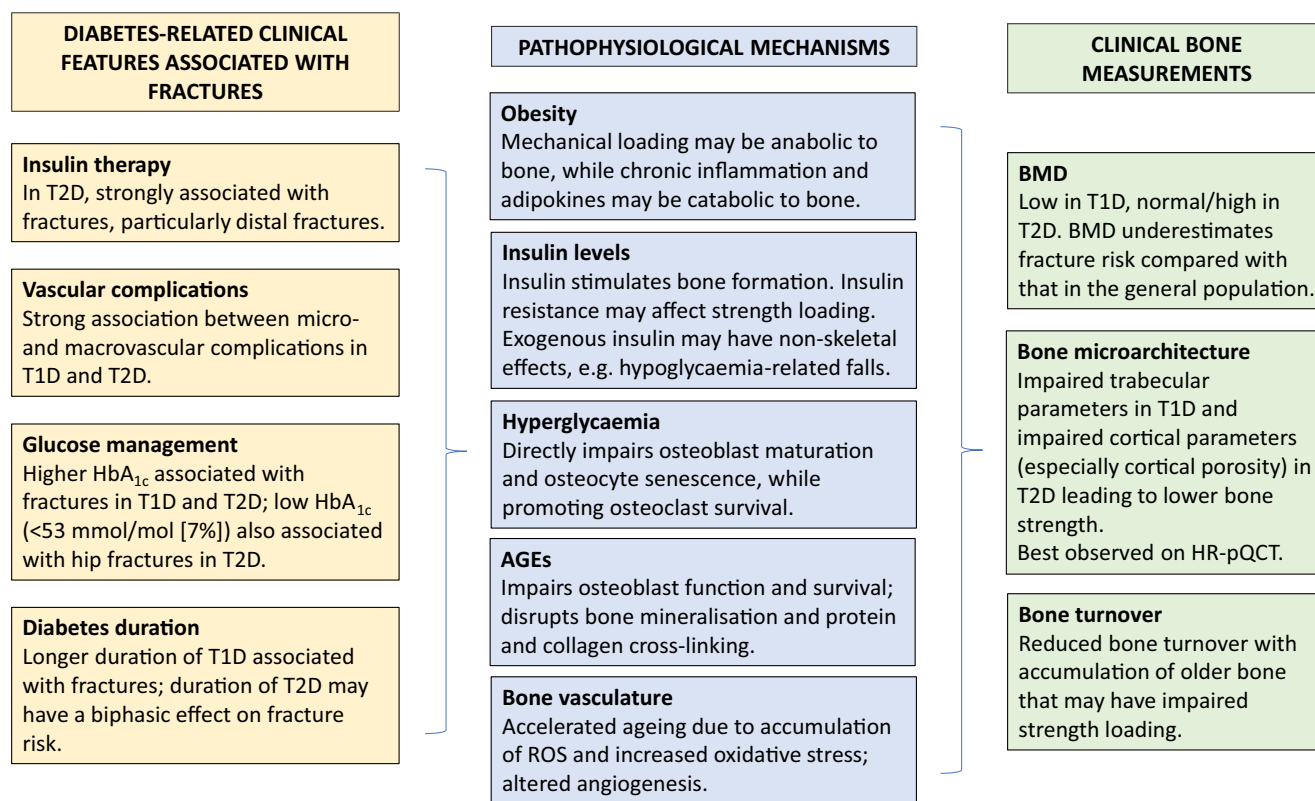 DIABETES-RELATED CLINICAL
FEATURES ASSOCIATED WITH
FRACTURES
Insulin therapy
In T2D, strongly associated with
fractures, particularly distal fractures.
Vascular complications
Strong association between micro-
and macrovascular complications in
T1D and T2D.
Glucose management
Higher HbA1c associated with
fractures in T1D and T2D; low HbA1c
(<53 mmol/mol [7%]) also associated
with hip fractures in T2D.
Diabetes duration
Longer duration of T1D associated
with fractures; duration of T2D may
have a biphasic effect on fracture
risk.
PATHOPHYSIOLOGICAL MECHANISMS
Obesity
Mechanical loading may be anabolic to
bone, while chronic inflammation and
adipokines may be catabolic to bone.
Insulin levels
Insulin stimulates bone formation. Insulin
resistance may affect strength loading.
Exogenous insulin may have non-skeletal
effects, e.g. hypoglycaemia-related falls.
Hyperglycaemia
Directly impairs osteoblast maturation
and osteocyte senescence, while
promoting osteoclast survival.
AGEs
Impairs osteoblast function and survival;
disrupts bone mineralisation and protein
and collagen cross-linking.
Bone vasculature
Accelerated ageing due to accumulation
of ROS and increased oxidative stress;
altered angiogenesis.
CLINICAL BONE
MEASUREMENTS
BMD
Low in T1D, normal/high in
T2D. BMD underestimates
fracture risk compared with
that in the general population.
Bone microarchitecture
Impaired trabecular
parameters in T1D and
impaired cortical parameters
(especially cortical porosity) in
T2D leading to lower bone
strength.
Best observed on HR-pQCT.
Bone turnover
Reduced bone turnover with
accumulation of older bone
that may have impaired
strength loading.